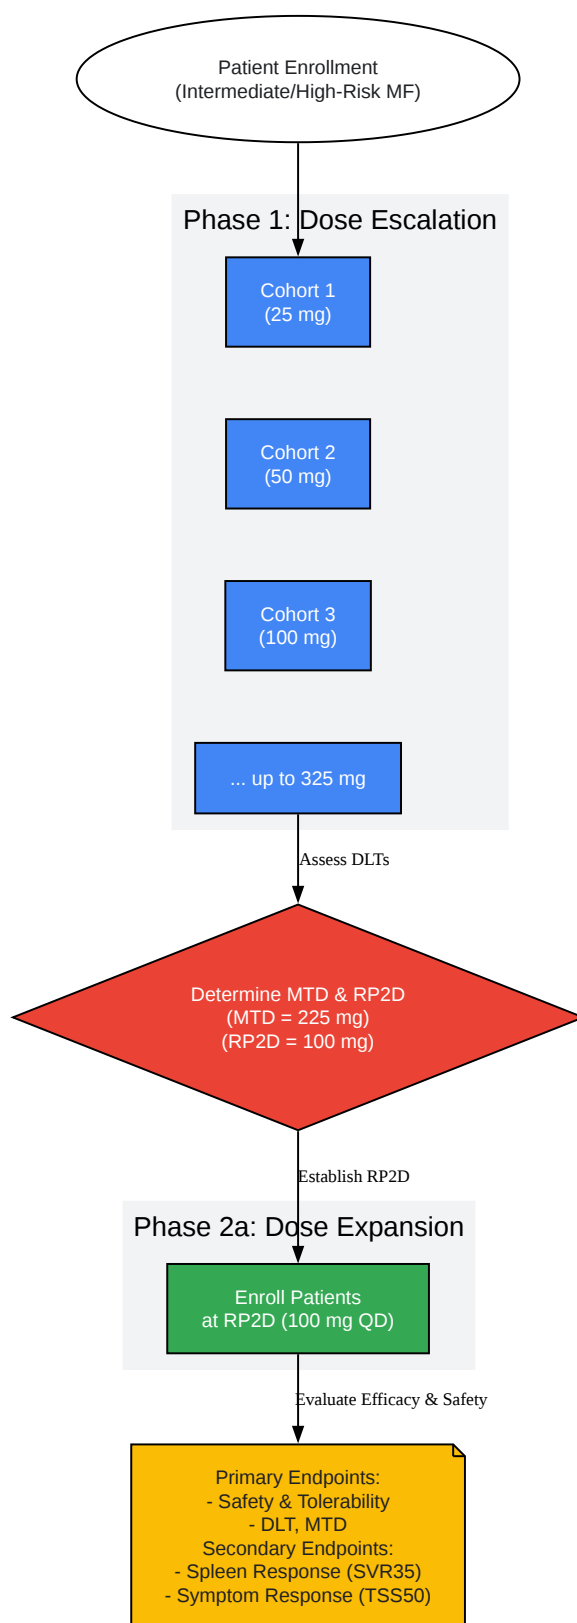 Patient Enrollment
(Intermediate/High-Risk MF)
Phase 1: Dose Escalation
Cohort 1
(25 mg)
Cohort 2
(50 mg)
Cohort 3
(100 mg)
... up to 325 mg
Assess DLTs
Determine MTD & RP2D
(MTD = 225 mg)
(RP2D = 100 mg)
Establish RP2D
Phase 2a: Dose Expansion
Enroll Patients
at RP2D (100 mg QD)
Evaluate Efficacy & Safety
Primary Endpoints:
- Safety & Tolerability
- DLT, MTD
Secondary Endpoints:
- Spleen Response (SVR35)
- Symptom Response (TSS50)